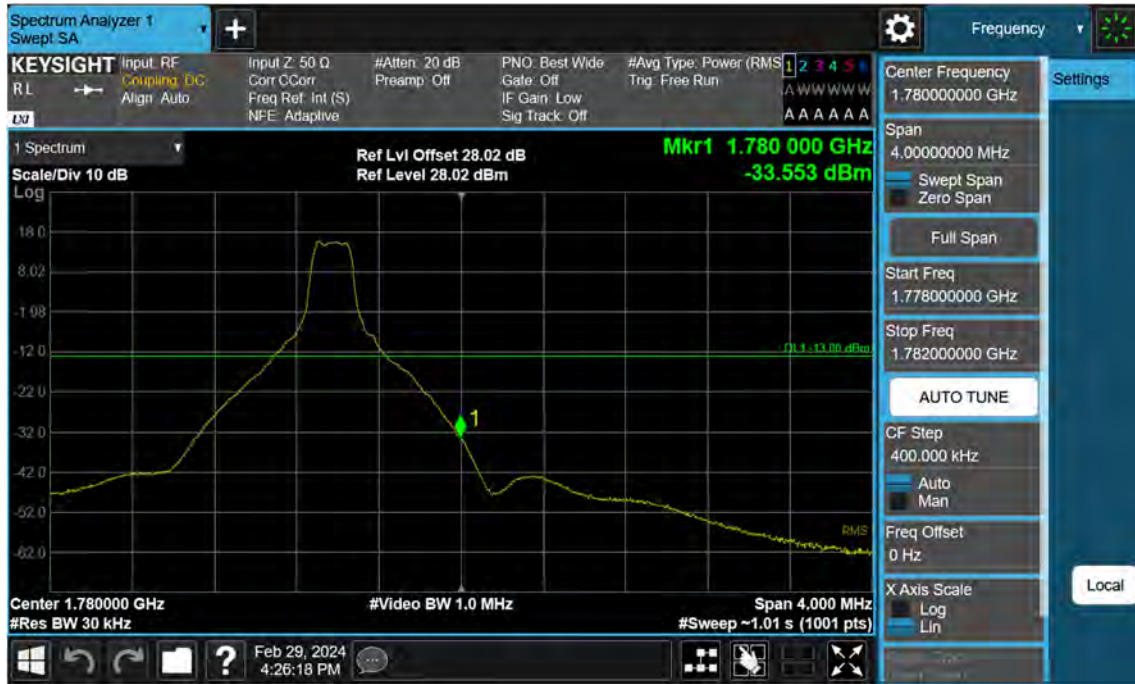 Spectrum Analyzer 1
Swept SA
+
Frequency
KEYSIGHT
R L
LXI
Input: RF
Coupling: DC
Align: Auto
Input Z: 50 Ω
Corr CCorr
Freq Ref: Int (S)
NFE: Adaptive
#Atten: 20 dB
Preamp: Off
PNO: Best Wide
Gate: Off
IF Gain: Low
Sig Track: Off
#Avg Type: Power (RMS
Trig: Free Run
1 2 3 4 5 6
A W W W W W
A A A A A A
Center Frequency
1.780000000 GHz
Settings
1 Spectrum
Scale/Div 10 dB
Log
Ref Lvl Offset 28.02 dB
Ref Level 28.02 dBm
Mkr1 1.780 000 GHz
-33.553 dBm
Span
4.00000000 MHz
Swept Span
Zero Span
Full Span
Start Freq
1.778000000 GHz
Stop Freq
1.782000000 GHz
AUTO TUNE
CF Step
400.000 kHz
Auto
Man
Freq Offset
0 Hz
X Axis Scale
Log
Lin
Local
18.0
8.02
-1.98
-12.0
-22.0
-32.0
-42.0
-52.0
-62.0
DL1 -13.00 dBm
1
RMS
Center 1.780000 GHz
#Res BW 30 kHz
#Video BW 1.0 MHz
Span 4.000 MHz
#Sweep ~1.01 s (1001 pts)
?
Feb 29, 2024
4:26:18 PM